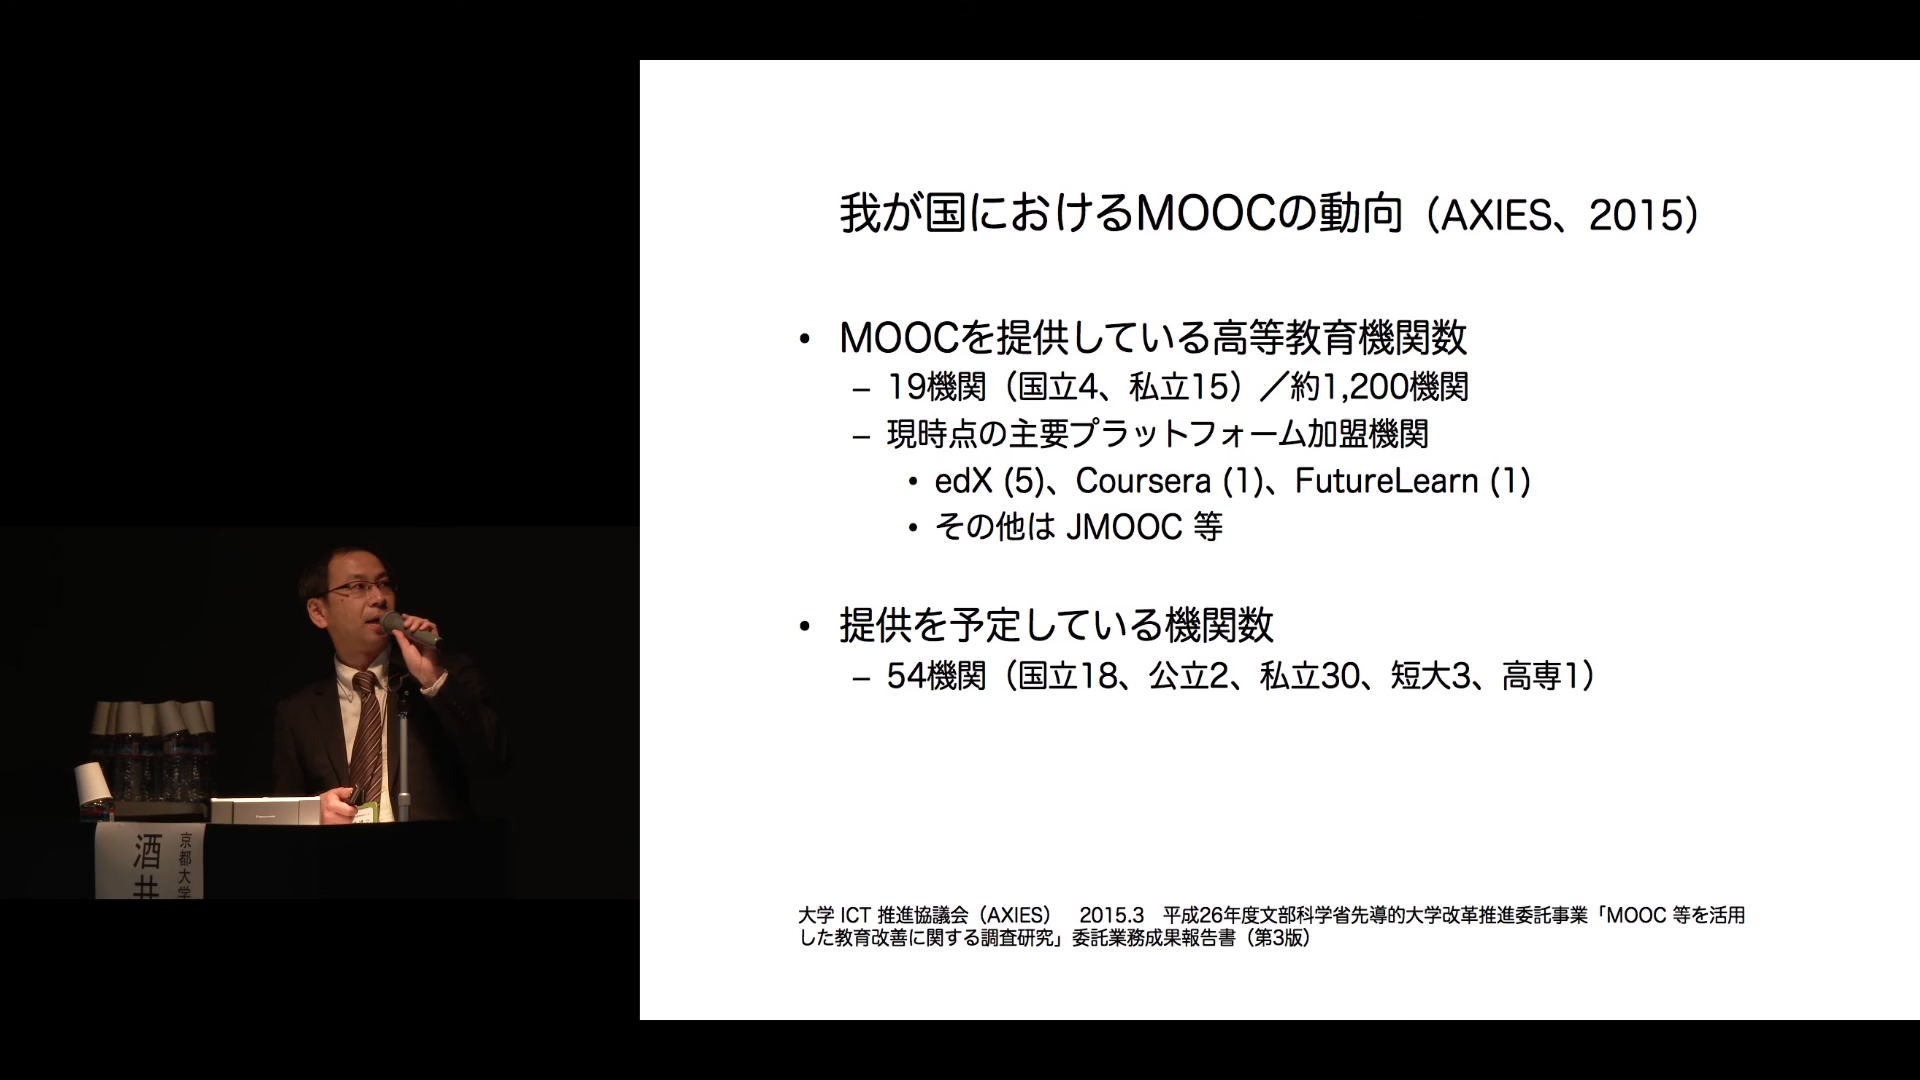 我が国におけるMOOCの動向（AXIES、2015）
• MOOCを提供している高等教育機関数
– 19機関（国立4、私立15）／約1,200機関
– 現時点の主要プラットフォーム加盟機関
• edX (5)、Coursera (1)、FutureLearn (1)
• その他は JMOOC 等
• 提供を予定している機関数
– 54機関（国立18、公立2、私立30、短大3、高専1）
大学 ICT 推進協議会（AXIES）　2015.3　平成26年度文部科学省先導的大学改革推進委託事業「MOOC 等を活用
した教育改善に関する調査研究」委託業務成果報告書（第3版）
京都大学
酒井